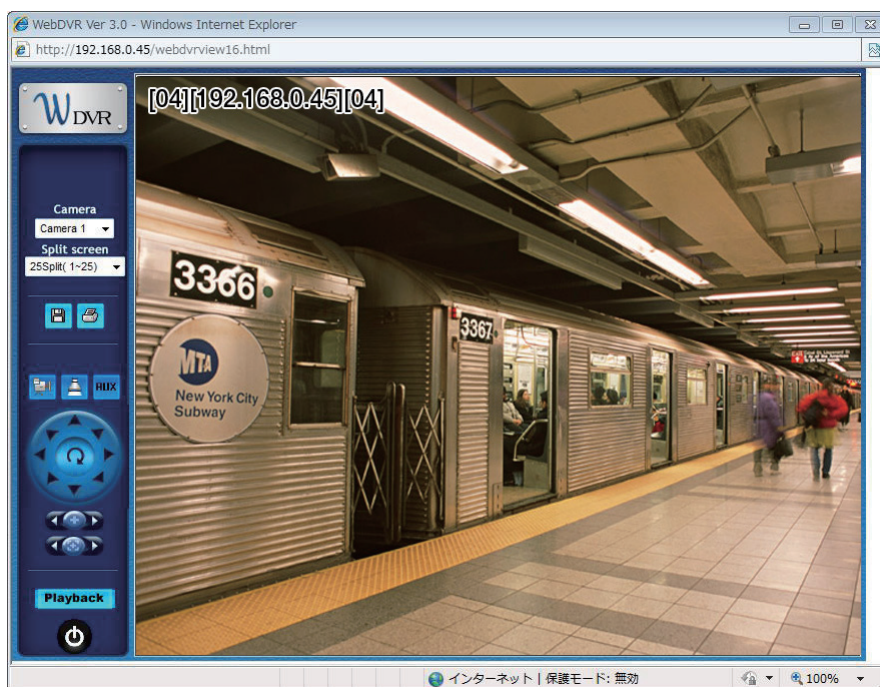 WebDVR Ver 3.0 - Windows Internet Explorer
http://192.168.0.45/webdvrview16.html
W DVR
[04][192.168.0.45][04]
Camera
Camera 1
Split screen
25Split( 1~25)
AUX
Playback
3366
MTA
New York City
Subway
3367
インターネット | 保護モード: 無効
100%